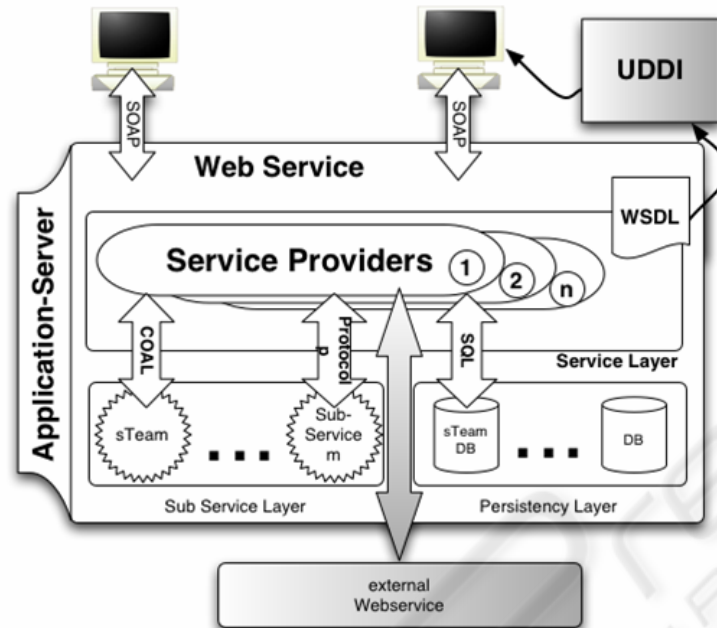 UDDI
SOAP
SOAP
Web Service
WSDL
Application-Server
Service Providers
1
2
n
COAL
Protocol
p
SQL
Service Layer
sTeam
Sub-
Service
m
sTeam
DB
DB
Sub Service Layer
Persistency Layer
external
Webservice